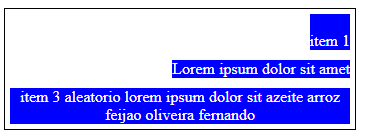 item 1
Lorem ipsum dolor sit amet
item 3 aleatorio lorem ipsum dolor sit azeite arroz
feijao oliveira fernando